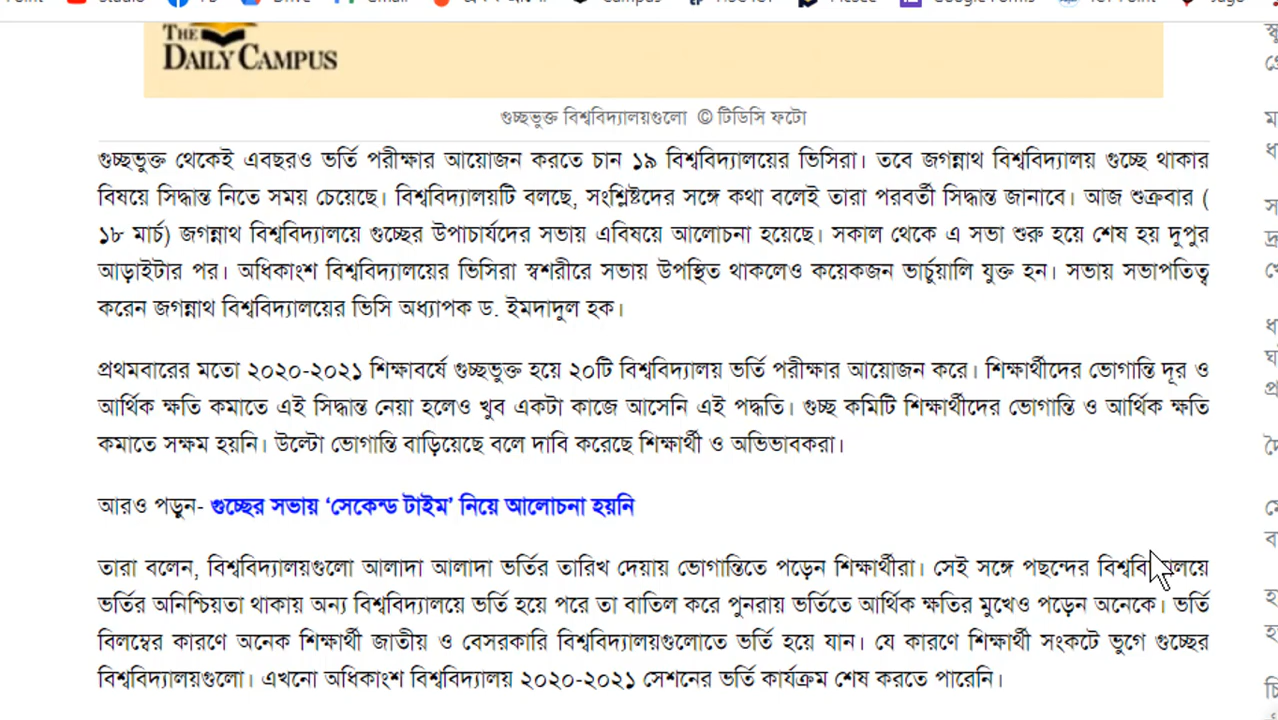 Studio
Drive
Gmail
Campus
Google Forms
THE
DAILY CAMPUS
গুচ্ছভুক্ত বিশ্ববিদ্যালয়গুলো © টিডিসি ফটো
গুচ্ছভুক্ত থেকেই এবছরও ভর্তি পরীক্ষার আয়োজন করতে চান ১৯ বিশ্ববিদ্যালয়ের ভিসিরা। তবে জগন্নাথ বিশ্ববিদ্যালয় গুচ্ছে থাকার
বিষয়ে সিদ্ধান্ত নিতে সময় চেয়েছে। বিশ্ববিদ্যালয়টি বলছে, সংশ্লিষ্টদের সঙ্গে কথা বলেই তারা পরবর্তী সিদ্ধান্ত জানাবে। আজ শুক্রবার (
১৮ মার্চ) জগন্নাথ বিশ্ববিদ্যালয়ে গুচ্ছের উপাচার্যদের সভায় এবিষয়ে আলোচনা হয়েছে। সকাল থেকে এ সভা শুরু হয়ে শেষ হয় দুপুর
আড়াইটার পর। অধিকাংশ বিশ্ববিদ্যালয়ের ভিসিরা স্বশরীরে সভায় উপস্থিত থাকলেও কয়েকজন ভার্চুয়ালি যুক্ত হন। সভায় সভাপতিত্ব
করেন জগন্নাথ বিশ্ববিদ্যালয়ের ভিসি অধ্যাপক ড. ইমদাদুল হক।
প্রথমবারের মতো ২০২০-২০২১ শিক্ষাবর্ষে গুচ্ছভুক্ত হয়ে ২০টি বিশ্ববিদ্যালয় ভর্তি পরীক্ষার আয়োজন করে। শিক্ষার্থীদের ভোগান্তি দূর ও
আর্থিক ক্ষতি কমাতে এই সিদ্ধান্ত নেয়া হলেও খুব একটা কাজে আসেনি এই পদ্ধতি। গুচ্ছ কমিটি শিক্ষার্থীদের ভোগান্তি ও আর্থিক ক্ষতি
কমাতে সক্ষম হয়নি। উল্টো ভোগান্তি বাড়িয়েছে বলে দাবি করেছে শিক্ষার্থী ও অভিভাবকরা।
আরও পড়ুন- গুচ্ছের সভায় ‘সেকেন্ড টাইম’ নিয়ে আলোচনা হয়নি
তারা বলেন, বিশ্ববিদ্যালয়গুলো আলাদা আলাদা ভর্তির তারিখ দেয়ায় ভোগান্তিতে পড়েন শিক্ষার্থীরা। সেই সঙ্গে পছন্দের
ভর্তির অনিশ্চিয়তা থাকায় অন্য বিশ্ববিদ্যালয়ে ভর্তি হয়ে পরে তা বাতিল করে পুনরায় ভর্তিতে আর্থিক ক্ষতির মুখেও পড়েন অনেকে। ভর্তি
বিলম্বের কারণে অনেক শিক্ষার্থী জাতীয় ও বেসরকারি বিশ্ববিদ্যালয়গুলোতে ভর্তি হয়ে যান। যে কারণে শিক্ষার্থী সংকটে ভুগে গুচ্ছের
বিশ্ববিদ্যালয়গুলো। এখনো অধিকাংশ বিশ্ববিদ্যালয় ২০২০-২০২১ সেশনের ভর্তি কার্যক্রম শেষ করতে পারেনি।